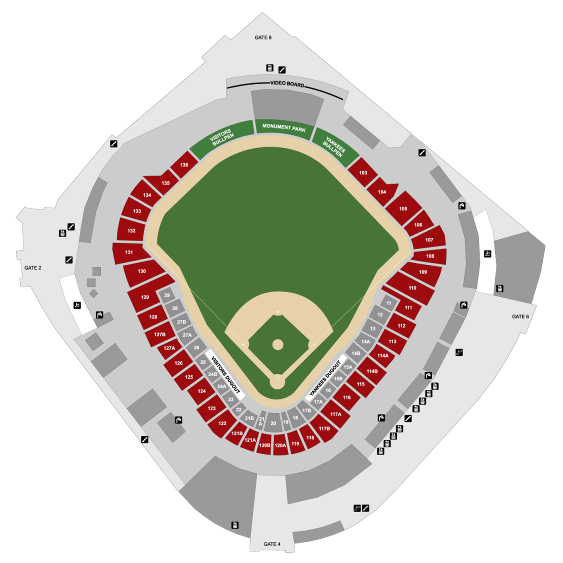 GATE 8
VIDEO BOARD
VISITORS
BULLPEN
MONUMENT PARK
YANKEES
BULLPEN
136
103
135
104
134
105
133
106
132
107
131
108
130
109
GATE 2
110
129
29
11
111
128
28
12
GATE 6
27B
13
112
127B
27A
14A
113
127A
26
14B
114A
126
25
VISITORS DUGOUT
YANKEES DUGOUT
15A
114B
125
24B
115
124
24A
16
116
123
23
17A
117A
122
22
21B
21
A
20
19
18
17B
117B
121B
121A
120B
120A
119
118
GATE 4